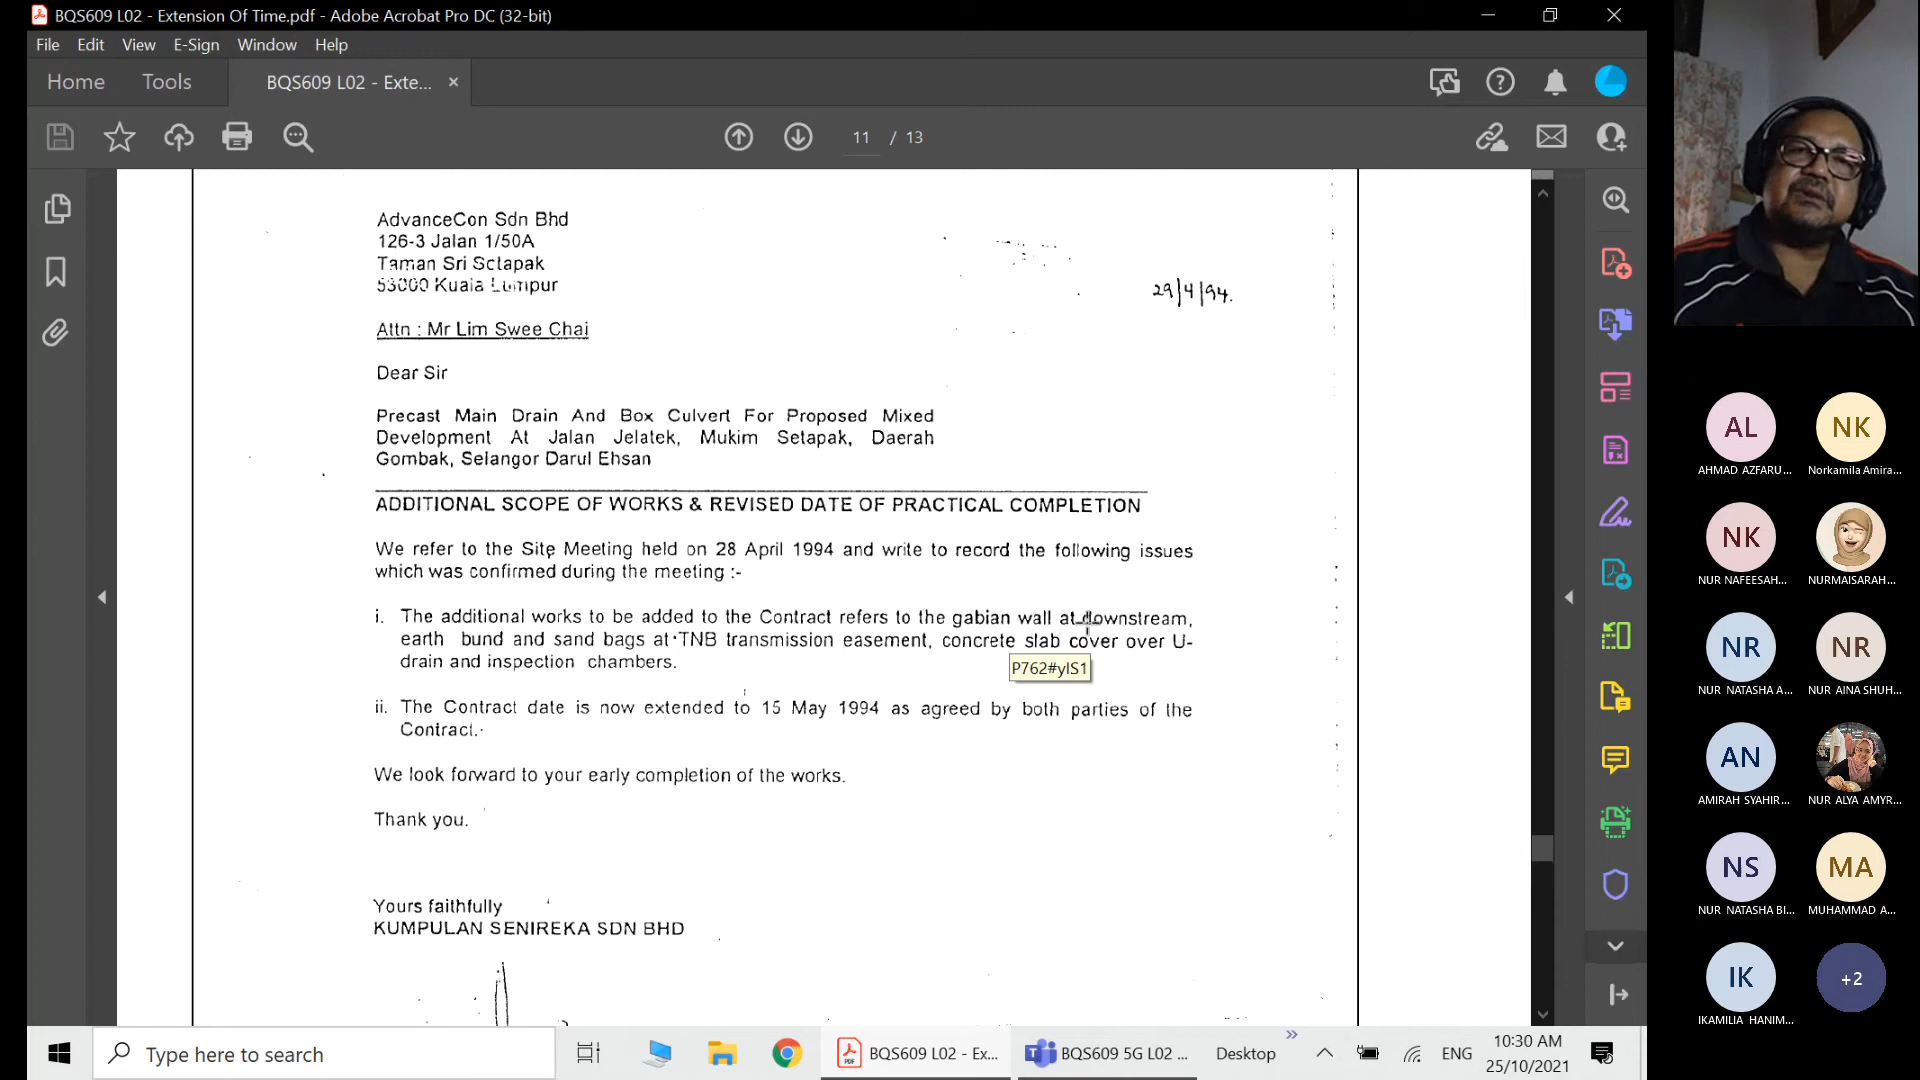 BQS609 L02 - Extension Of Time.pdf - Adobe Acrobat Pro DC (32-bit)
File Edit View E-Sign Window Help
Home Tools BQS609 L02 - Exte...
11 / 13
AdvanceCon Sdn Bhd
126-3 Jalan 1/50A
Taman Sri Setapak
53000 Kuala Lumpur
29/4/94.
Attn : Mr Lim Swee Chai
Dear Sir
Precast Main Drain And Box Culvert For Proposed Mixed
Development At Jalan Jelatek, Mukim Setapak, Daerah
Gombak, Selangor Darul Ehsan
ADDITIONAL SCOPE OF WORKS & REVISED DATE OF PRACTICAL COMPLETION
We refer to the Site Meeting held on 28 April 1994 and write to record the following issues
which was confirmed during the meeting :-
i. The additional works to be added to the Contract refers to the gabian wall at downstream,
earth bund and sand bags at TNB transmission easement, concrete slab cover over U-
drain and inspection chambers.
P762#yIS1
ii. The Contract date is now extended to 15 May 1994 as agreed by both parties of the
Contract.
We look forward to your early completion of the works.
Thank you.
Yours faithfully
KUMPULAN SENIREKA SDN BHD
AL
AHMAD AZFARU...
NK
Norkamila Amira...
NK
NUR NAFEESAH...
NURMAISARAH...
NR
NUR NATASHA A...
NR
NUR AINA SHUH...
AN
AMIRAH SYAHIR...
NUR ALYA AMYR...
NS
NUR NATASHA BI...
MA
MUHAMMAD A...
IK
IKAMILIA HANIM...
+2
Type here to search
BQS609 L02 - Ex...
BQS609 5G L02 ...
Desktop
ENG
10:30 AM
25/10/2021